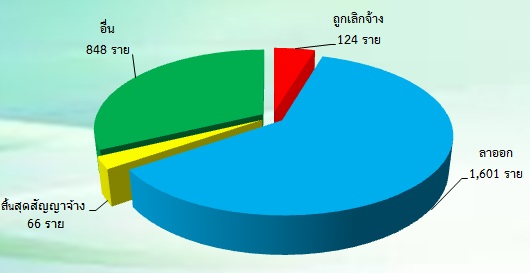 อื่น
848 ราย
ถูกเลิกจ้าง
124 ราย
ลาออก
1,601 ราย
สิ้นสุดสัญญาจ้าง
66 ราย